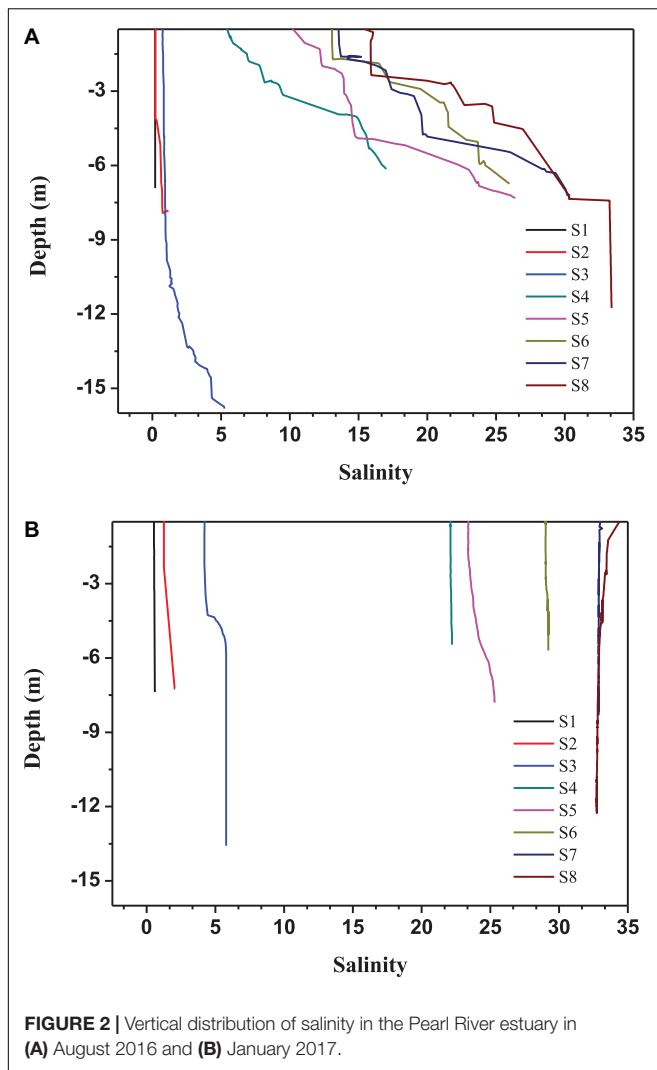 A
-3
-6
-9
-12
-15
Depth (m)
S1
S2
S3
S4
S5
S6
S7
S8
0 5 10 15 20 25 30 35
Salinity
B
-3
-6
-9
-12
-15
Depth (m)
S1
S2
S3
S4
S5
S6
S7
S8
0 5 10 15 20 25 30 35
Salinity
FIGURE 2 | Vertical distribution of salinity in the Pearl River estuary in
(A) August 2016 and (B) January 2017.